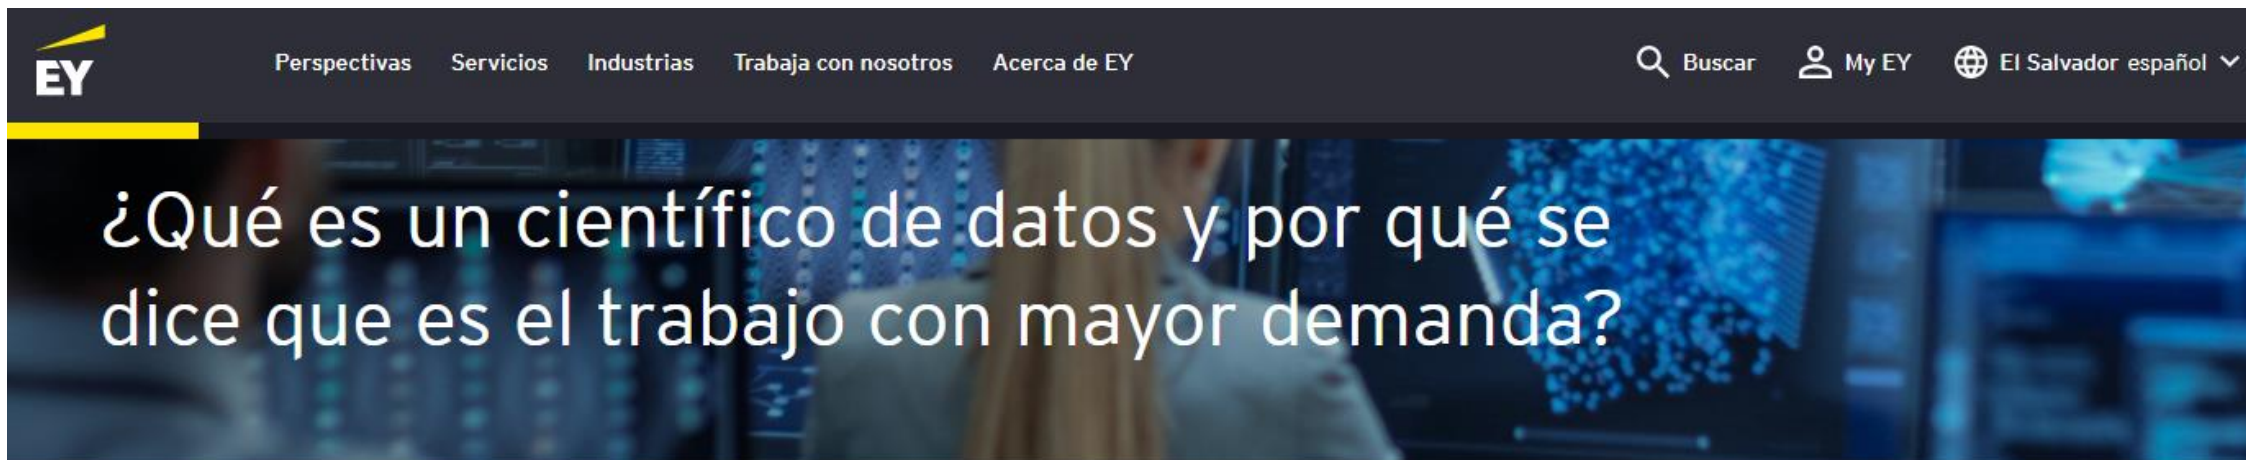 EY
Perspectivas Servicios Industrias Trabaja con nosotros Acerca de EY
Buscar My EY El Salvador español
¿Qué es un científico de datos y por qué se
dice que es el trabajo con mayor demanda?